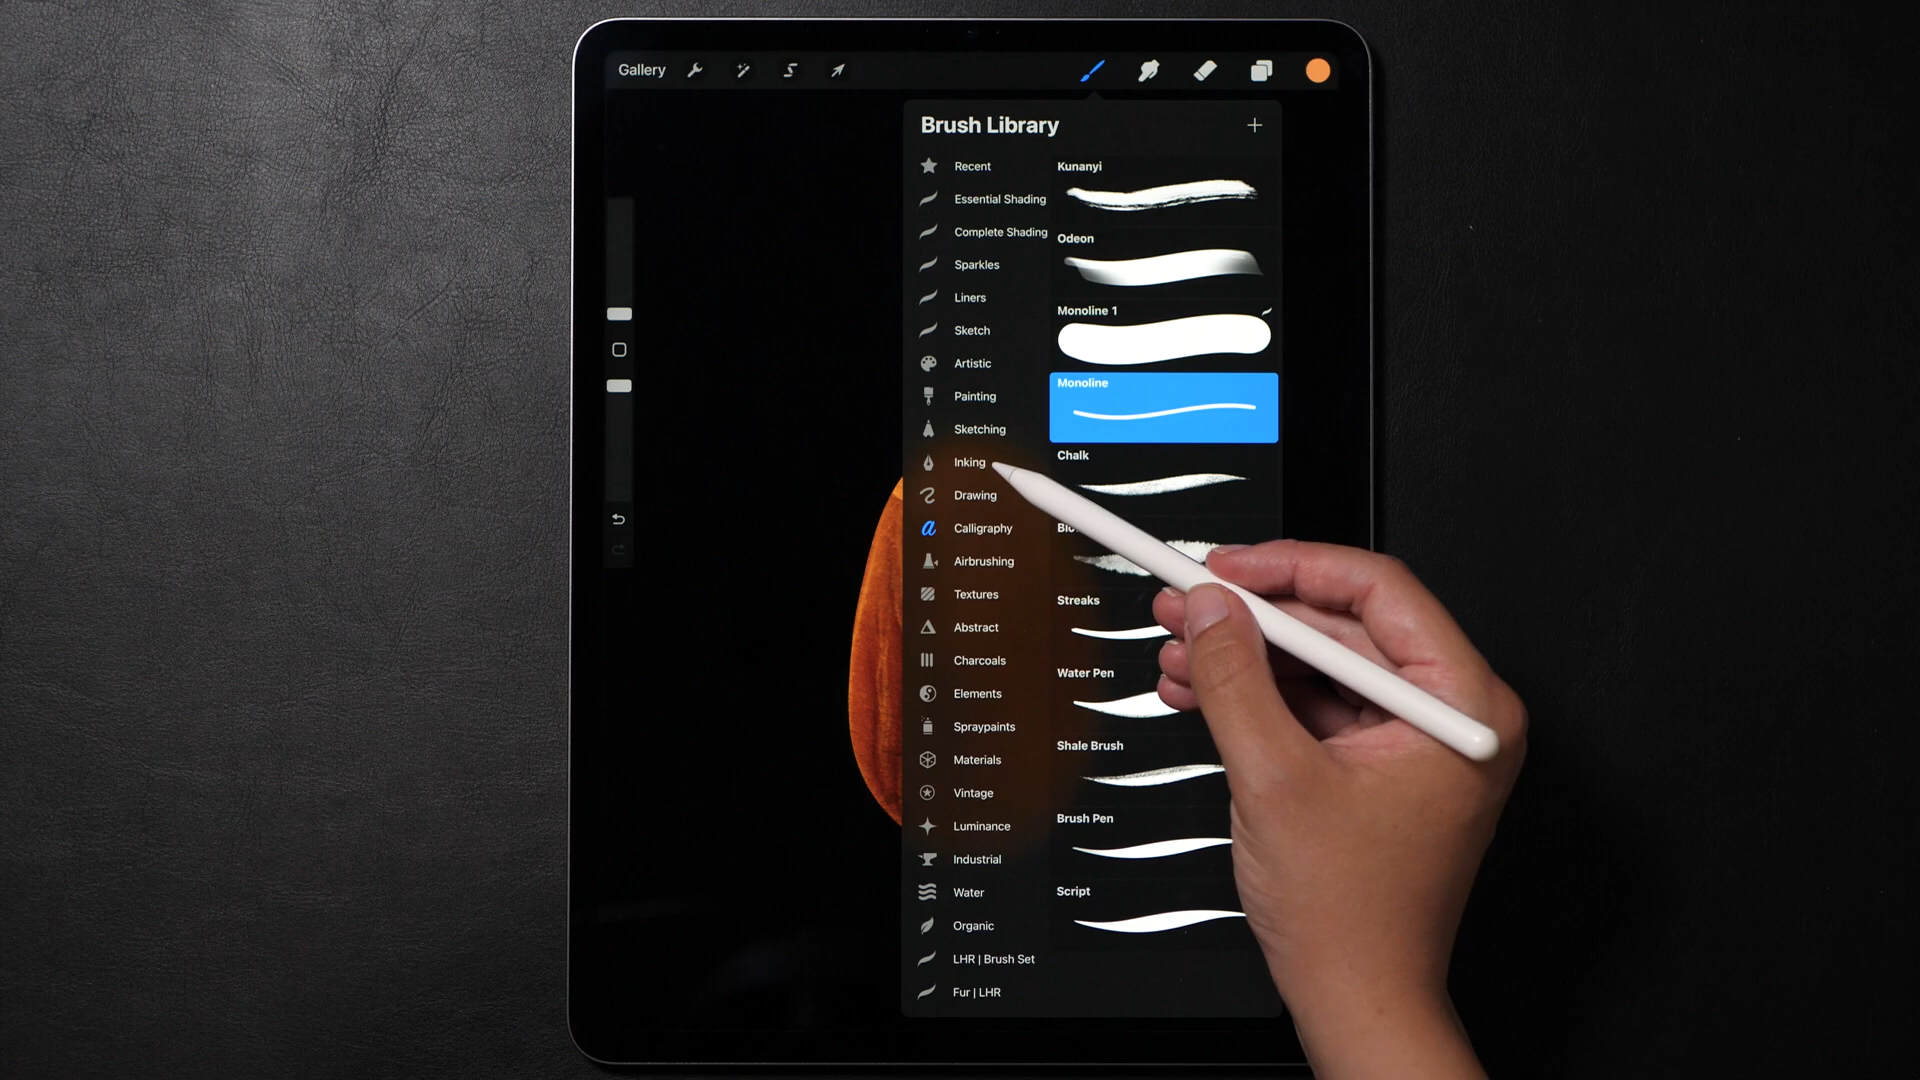 Gallery
Brush Library
Recent
Essential Shading
Complete Shading
Sparkles
Liners
Sketch
Artistic
Painting
Sketching
Inking
Drawing
Calligraphy
Airbrushing
Textures
Abstract
Charcoals
Elements
Spraypaints
Materials
Vintage
Luminance
Industrial
Water
Organic
LHR | Brush Set
Fur | LHR
Kunanyi
Odeon
Monoline 1
Monoline
Chalk
Streaks
Water Pen
Shale Brush
Brush Pen
Script